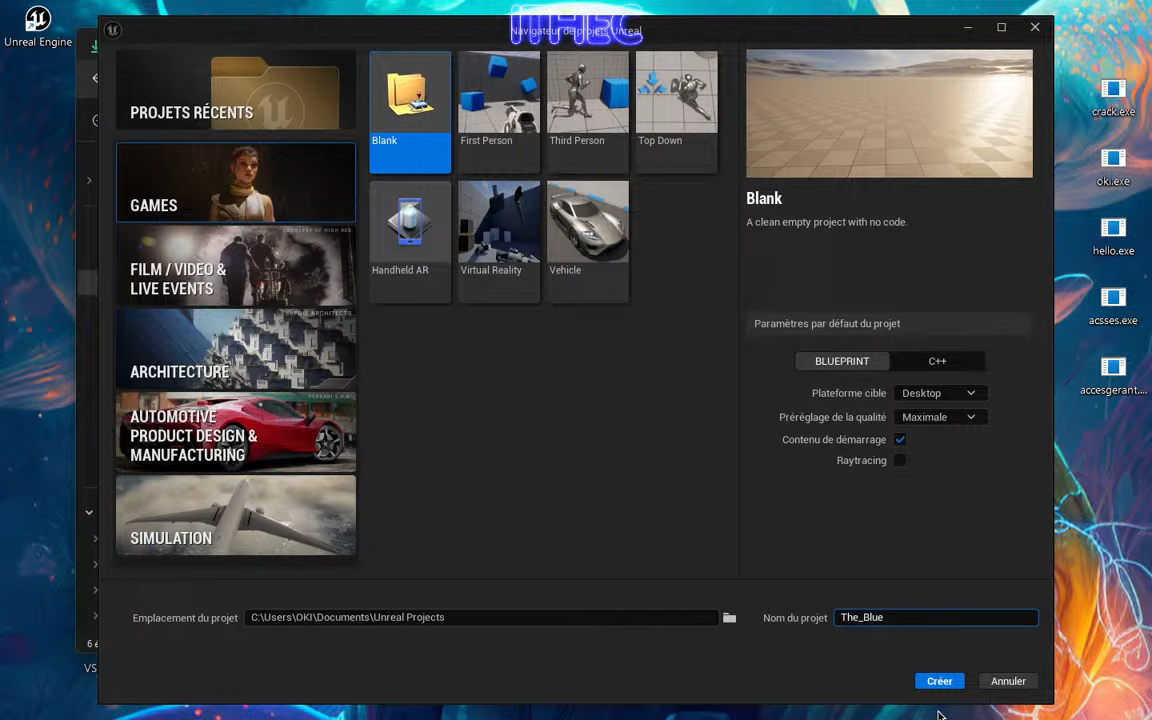 Unreal Engine
Navigateur de projets Unreal
PROJETS RÉCENTS
GAMES
COURTESY OF HIGH RES
FILM / VIDEO &
LIVE EVENTS
ARCHITECTURE
AUTOMOTIVE
PRODUCT DESIGN &
MANUFACTURING
SIMULATION
Blank
First Person
Third Person
Top Down
Handheld AR
Virtual Reality
Vehicle
Blank
A clean empty project with no code.
Paramètres par défaut du projet
BLUEPRINT
C++
Plateforme cible
Desktop
Préréglage de la qualité
Maximale
Contenu de démarrage
Raytracing
Emplacement du projet
C:\Users\OKI\Documents\Unreal Projects
Nom du projet
The_Blue
Créer
Annuler
crack.exe
oki.exe
hello.exe
acsses.exe
accesgerant....
VS